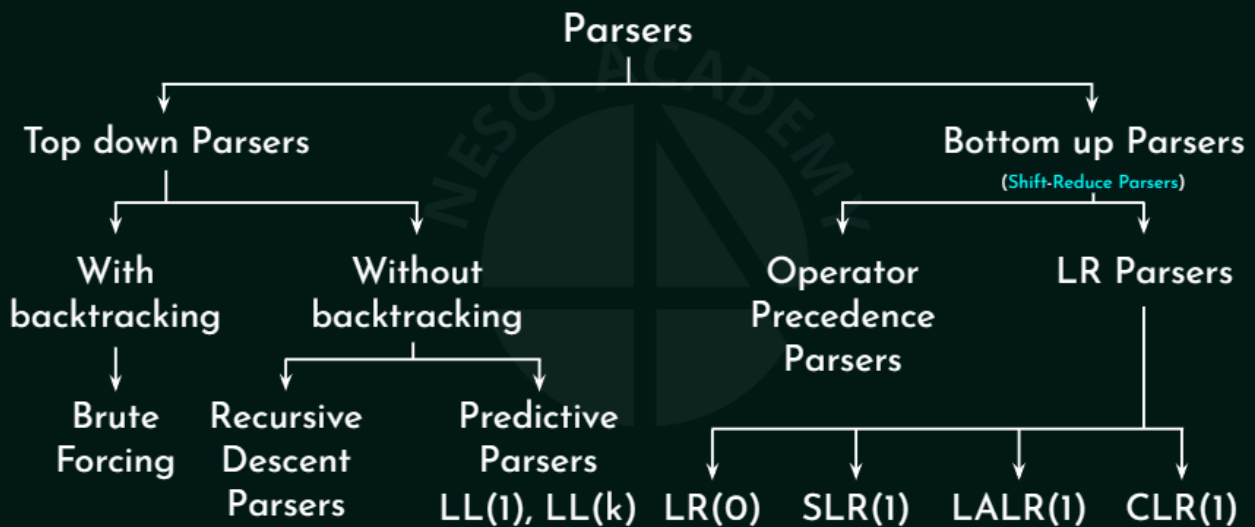 Parsers
NESO ACADEMY
Top down Parsers
Bottom up Parsers
(Shift-Reduce Parsers)
With
backtracking
Without
backtracking
Operator
Precedence
Parsers
LR Parsers
Brute
Forcing
Recursive
Descent
Parsers
Predictive
Parsers
LL(1), LL(k)
LR(0)
SLR(1)
LALR(1)
CLR(1)